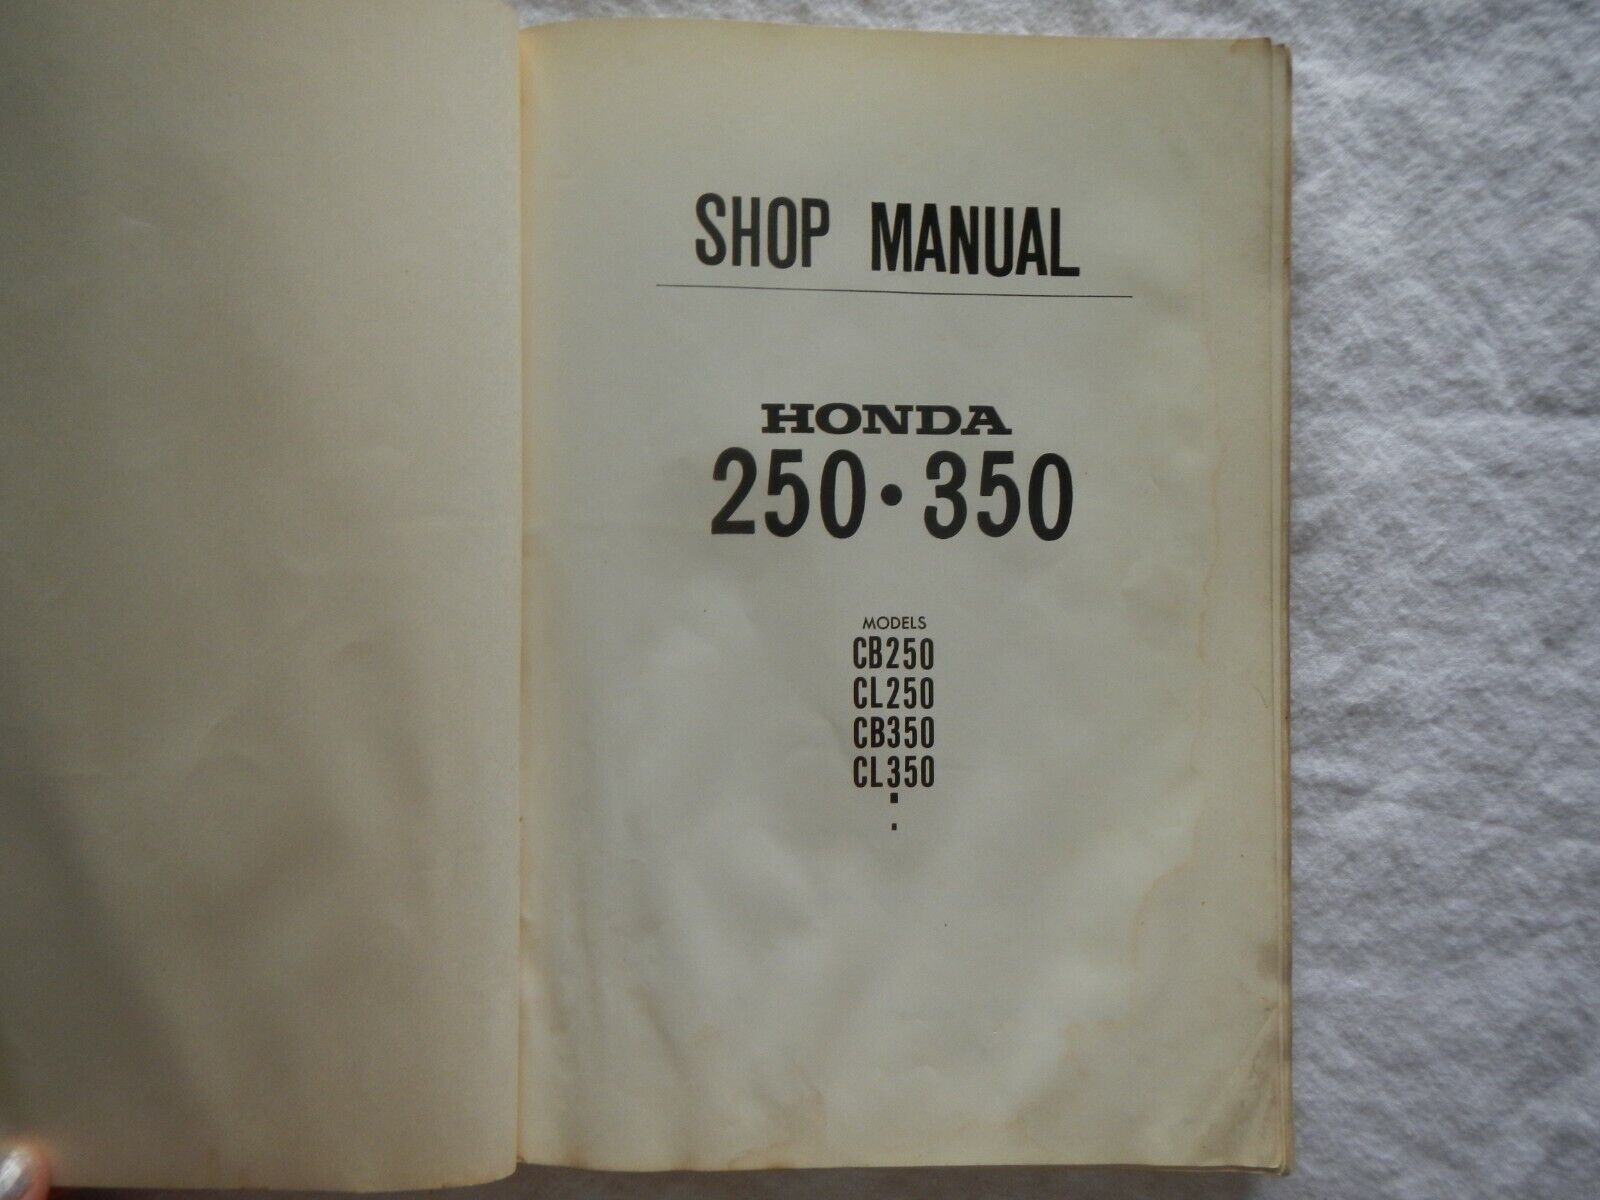 SHOP MANUAL
HONDA
250・350
MODELS
CB250
CL250
CB350
CL350